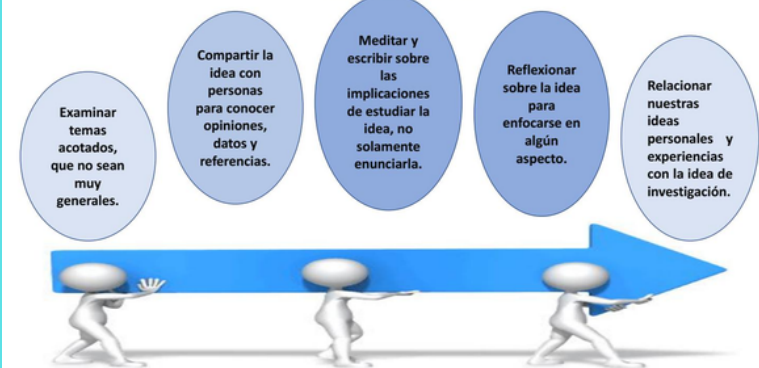 Examinar
temas
acotados,
que no sean
muy
generales.
Compartir la
idea con
personas
para conocer
opiniones,
datos y
referencias.
Meditar y
escribir sobre
las
implicaciones
de estudiar la
idea, no
solamente
enunciarla.
Reflexionar
sobre la idea
para
enfocarse en
algún
aspecto.
Relacionar
nuestras
ideas
personales y
experiencias
con la idea de
investigación.